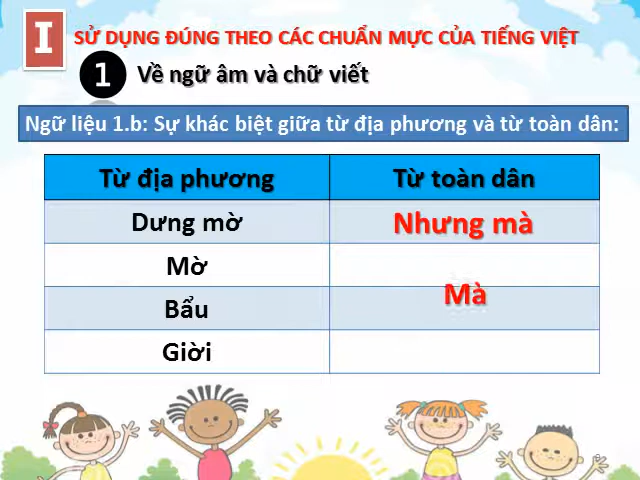 I SỬ DỤNG ĐÚNG THEO CÁC CHUẨN MỰC CỦA TIẾNG VIỆT
1 Về ngữ âm và chữ viết
Ngữ liệu 1.b: Sự khác biệt giữa từ địa phương và từ toàn dân:
Từ địa phương Từ toàn dân
Dưng mờ Nhưng mà
Mờ
Mà
Bẩu
Giời